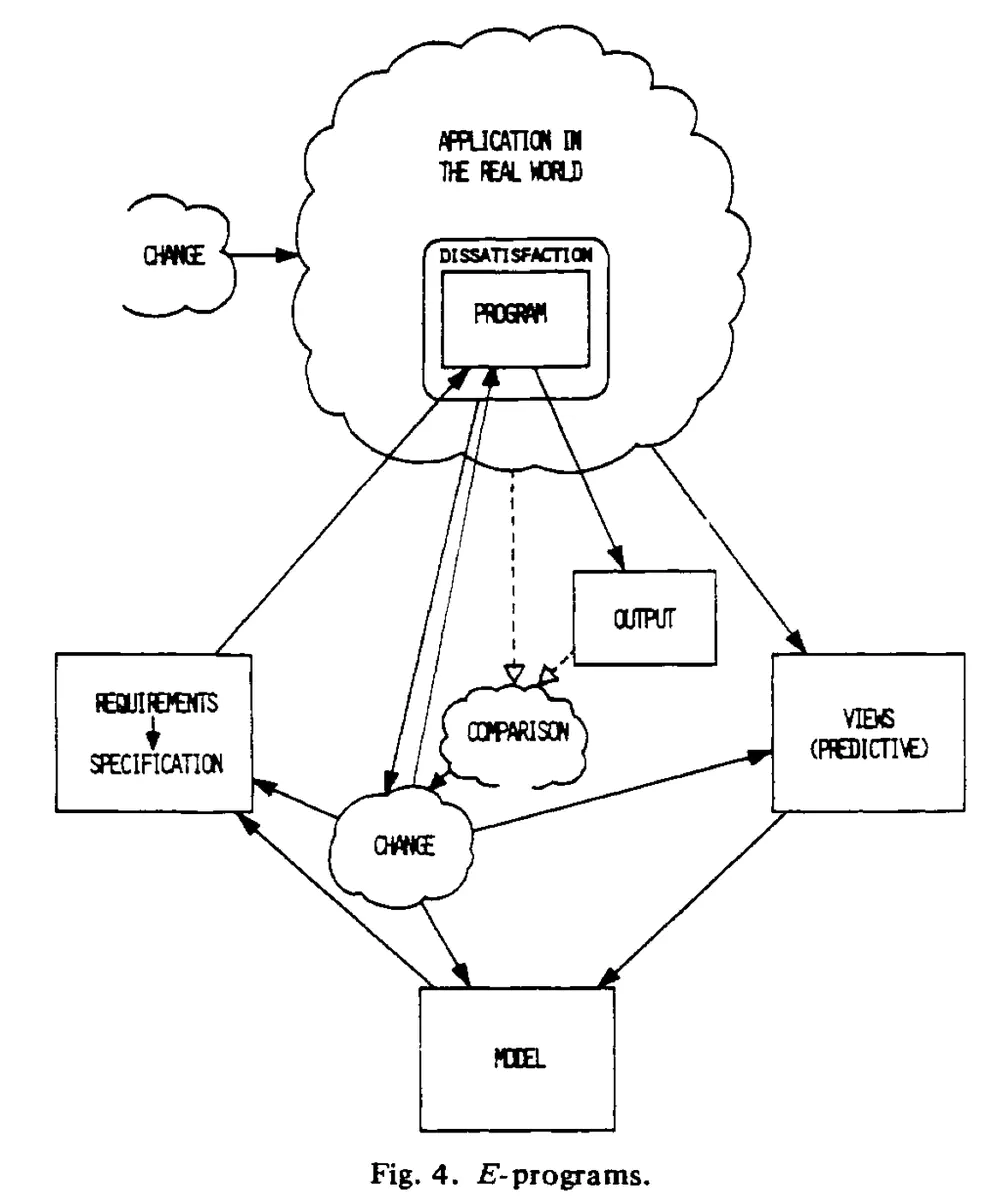 APPLICATION IN
THE REAL WORLD
CHANGE
DISSATISFACTION
PROGRAM
OUTPUT
REQUIREMENTS
SPECIFICATION
COMPARISON
VIEWS
(PREDICTIVE)
CHANGE
MODEL
Fig. 4. E-programs.